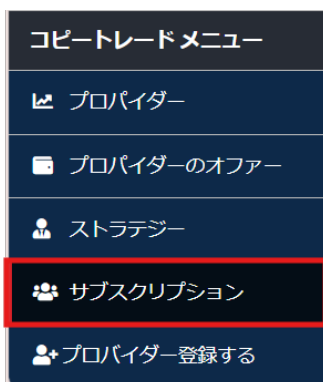 コピートレードメニュー
プロバイダー
プロバイダーのオファー
ストラテジー
サブスクリプション
プロバイダー登録する